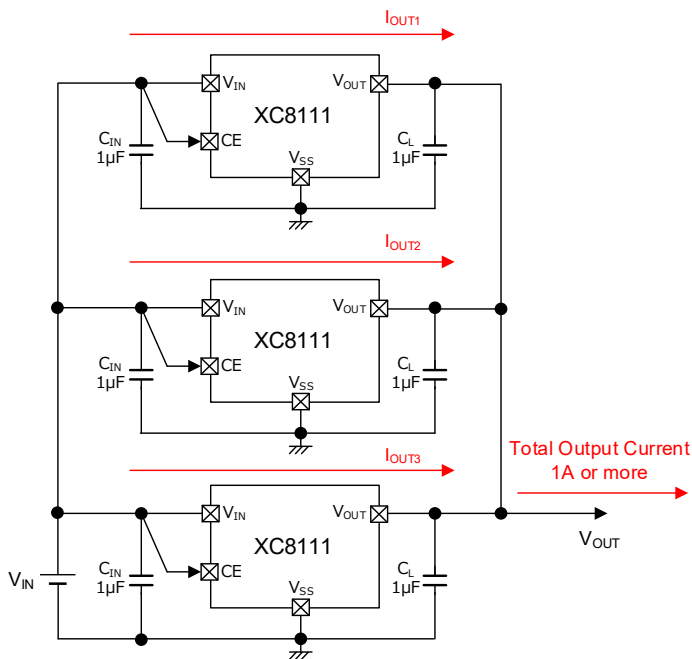 IOUT1
VIN
VOUT
XC8111
CE
CIN
1μF
VSS
CL
1μF
IOUT2
VIN
VOUT
XC8111
CE
CIN
1μF
VSS
CL
1μF
IOUT3
Total Output Current
1A or more
VIN
VOUT
XC8111
VOUT
CE
VIN
CIN
1μF
VSS
CL
1μF